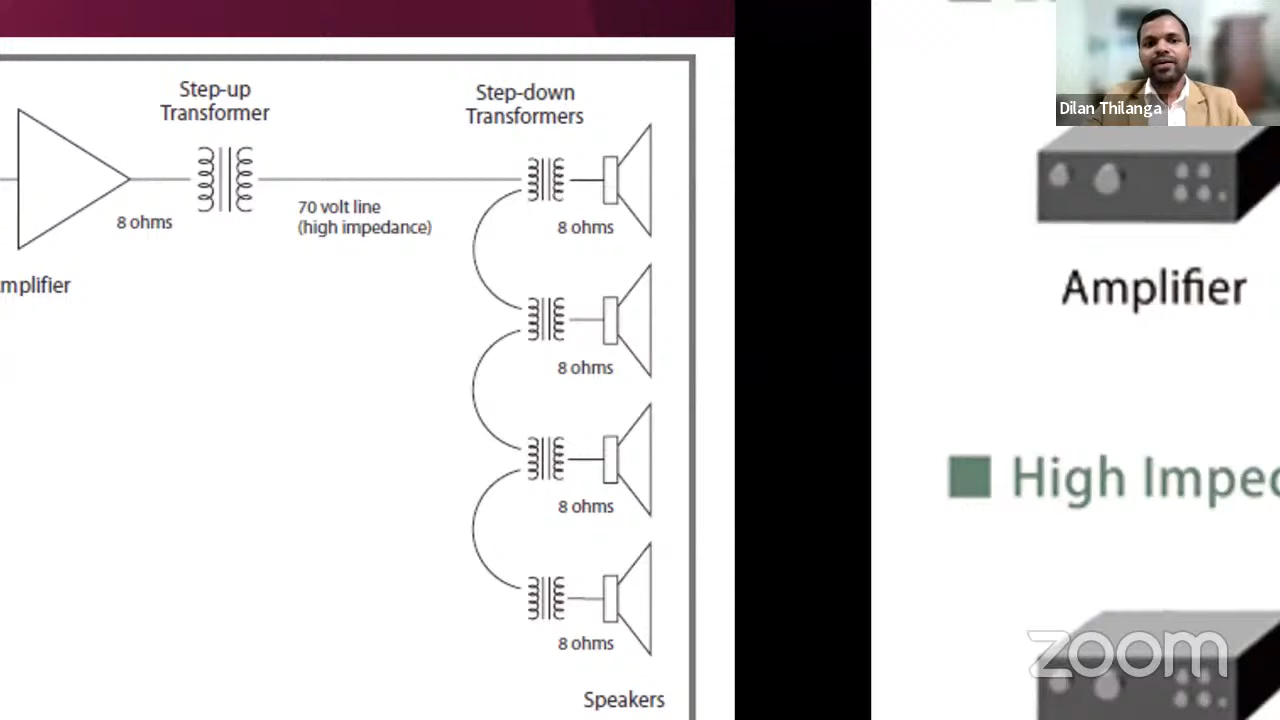 Step-up
Transformer
Step-down
Transformers
8 ohms
70 volt line
(high impedance)
8 ohms
mplifier
8 ohms
8 ohms
8 ohms
Speakers
Dilan Thilanga
Amplifier
High Imped
zoom